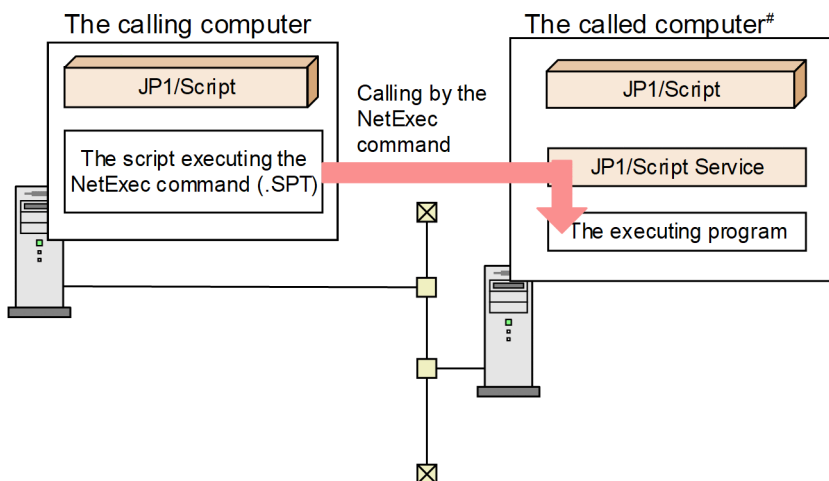 The calling computer
JP1/Script
The script executing the
NetExec command (.SPT)
Calling by the
NetExec
command
The called computer#
JP1/Script
JP1/Script Service
The executing program